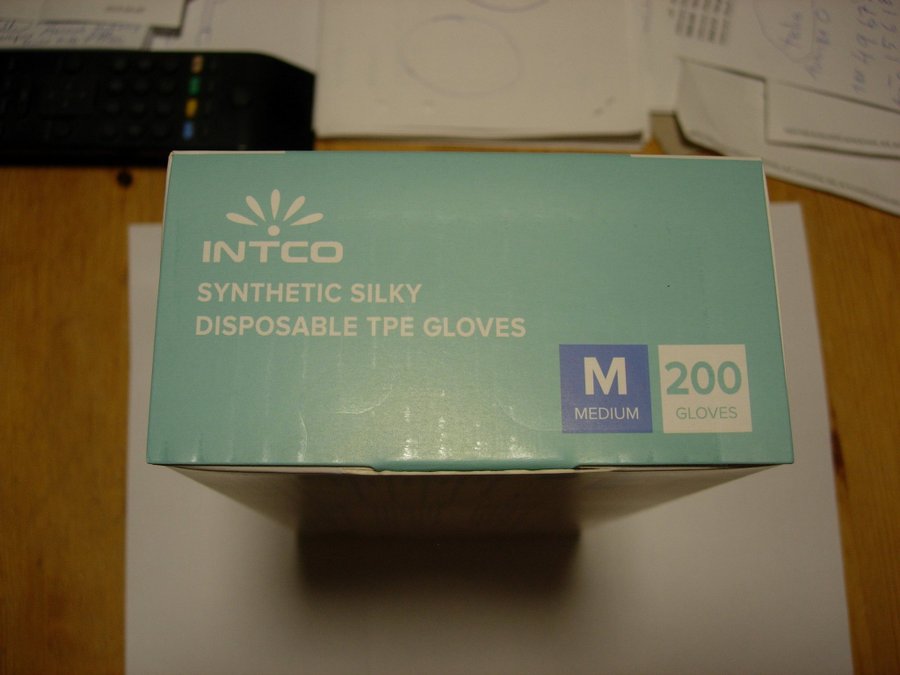 INTCO
SYNTHETIC SILKY
DISPOSABLE TPE GLOVES
M
MEDIUM
200
GLOVES